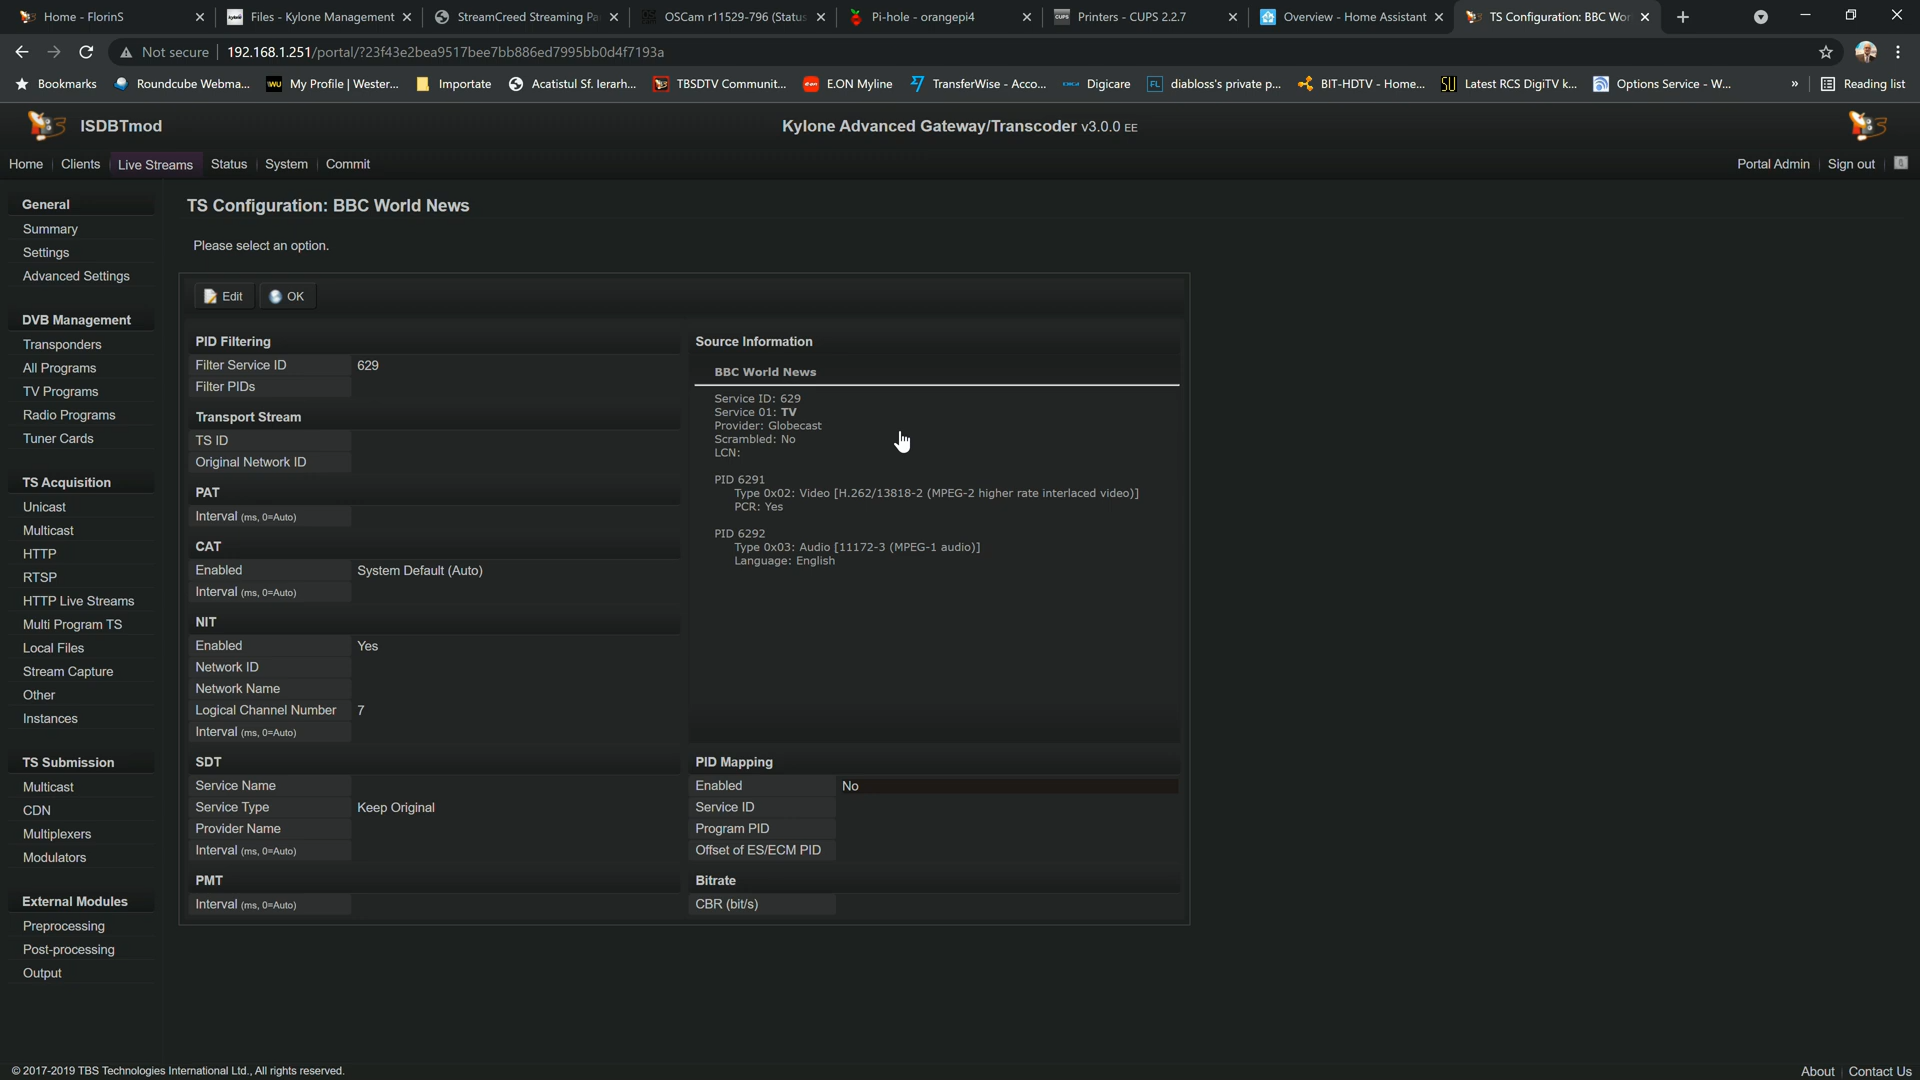 Home - FlorinS
Files - Kylone Management
StreamCreed Streaming Pa
OSCam r11529-796 (Status
Pi-hole - orangepi4
Printers - CUPS 2.2.7
Overview - Home Assistant
TS Configuration: BBC Wor
Not secure 192.168.1.251/portal/?23f43e2bea9517bee7bb886ed7995bb0d4f7193a
Bookmarks Roundcube Webma... My Profile | Wester... Importate Acatistul Sf. Ierarh... TBSDTV Communit... E.ON Myline TransferWise - Acco... Digicare diabloss's private p... BIT-HDTV - Home... Latest RCS DigiTV k... Options Service - W... » Reading list
ISDBTmod
Kylone Advanced Gateway/Transcoder v3.0.0 EE
Home Clients Live Streams Status System Commit
Portal Admin Sign out
General
Summary
Settings
Advanced Settings
DVB Management
Transponders
All Programs
TV Programs
Radio Programs
Tuner Cards
TS Acquisition
Unicast
Multicast
HTTP
RTSP
HTTP Live Streams
Multi Program TS
Local Files
Stream Capture
Other
Instances
TS Submission
Multicast
CDN
Multiplexers
Modulators
External Modules
Preprocessing
Post-processing
Output
TS Configuration: BBC World News
Please select an option.
Edit OK
PID Filtering
Filter Service ID 629
Filter PIDs
Transport Stream
TS ID
Original Network ID
PAT
Interval (ms, 0=Auto)
CAT
Enabled System Default (Auto)
Interval (ms, 0=Auto)
NIT
Enabled Yes
Network ID
Network Name
Logical Channel Number 7
Interval (ms, 0=Auto)
SDT
Service Name
Service Type Keep Original
Provider Name
Interval (ms, 0=Auto)
PMT
Interval (ms, 0=Auto)
Source Information
BBC World News
Service ID: 629
Service 01: TV
Provider: Globecast
Scrambled: No
LCN:
PID 6291
Type 0x02: Video [H.262/13818-2 (MPEG-2 higher rate interlaced video)]
PCR: Yes
PID 6292
Type 0x03: Audio [11172-3 (MPEG-1 audio)]
Language: English
PID Mapping
Enabled No
Service ID
Program PID
Offset of ES/ECM PID
Bitrate
CBR (bit/s)
© 2017-2019 TBS Technologies International Ltd., All rights reserved.
About Contact Us